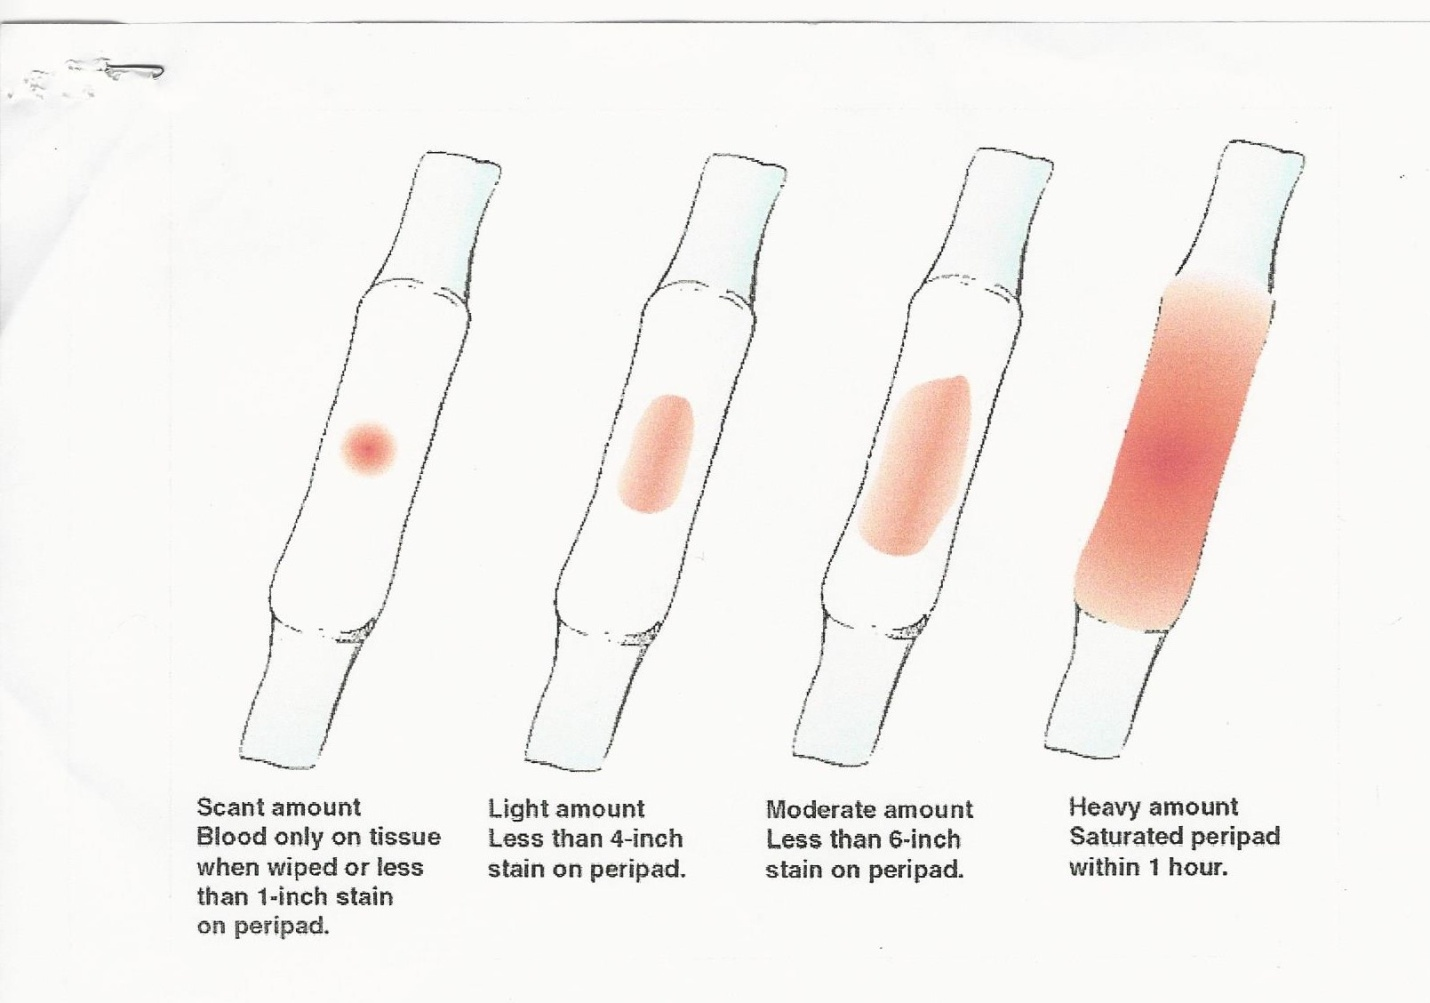 Scant amount
Blood only on tissue
when wiped or less
than 1-inch stain
on peripad.
Light amount
Less than 4-inch
stain on peripad.
Moderate amount
Less than 6-inch
stain on peripad.
Heavy amount
Saturated peripad
within 1 hour.